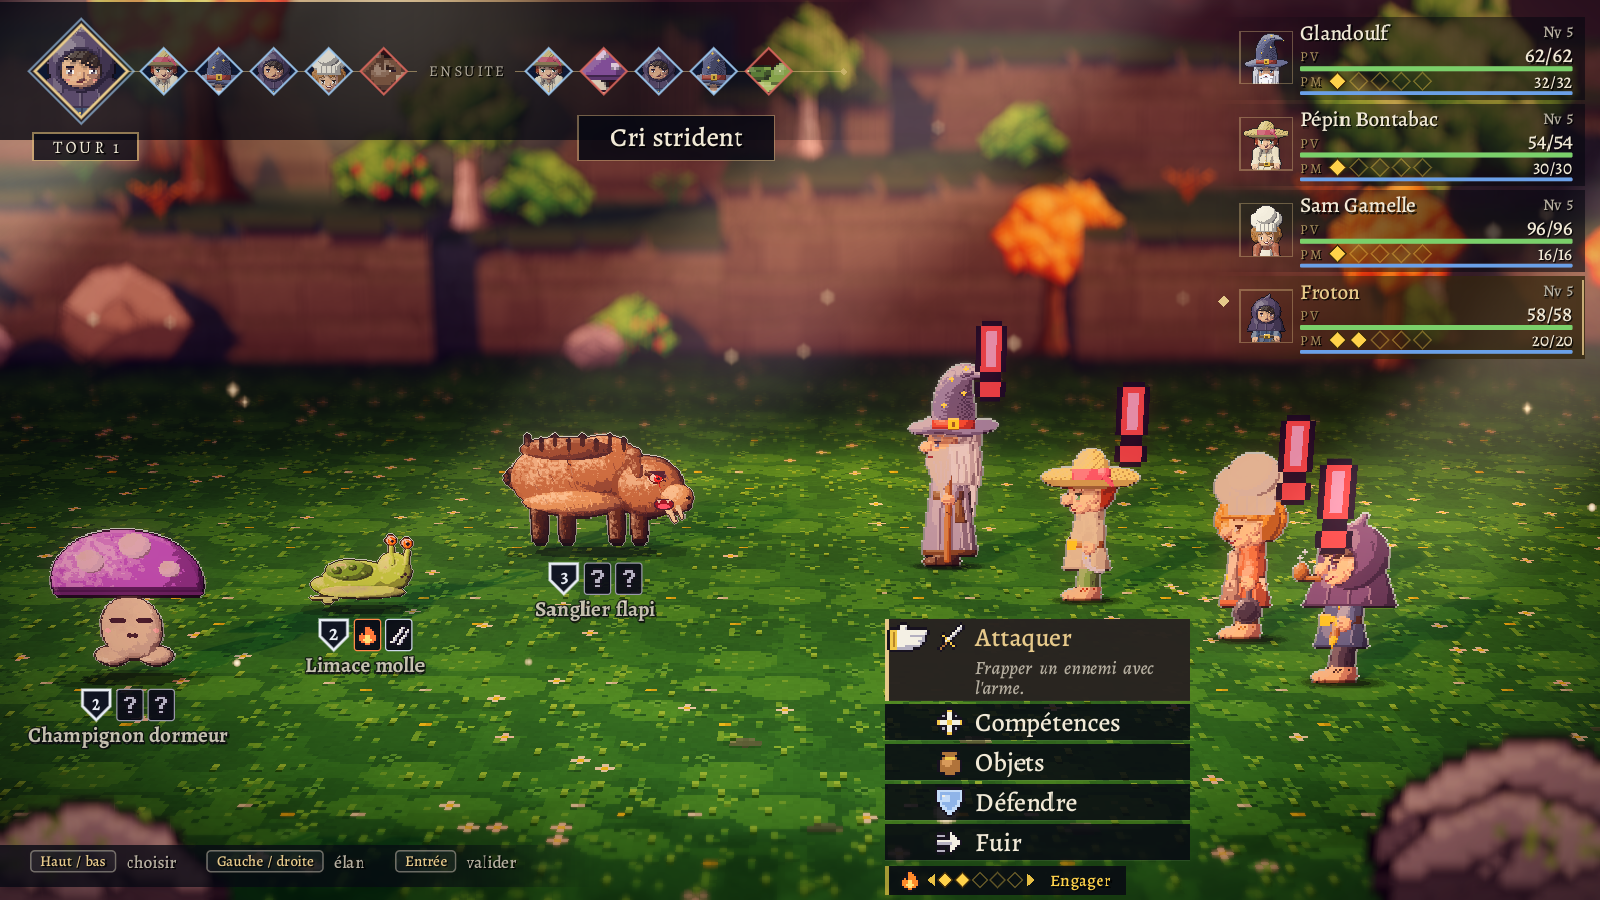 ENSUITE
TOUR 1
Cri strident
Glandoulf Nv 5
PV 62/62
PM 32/32
Pépin Bontabac Nv 5
PV 54/54
PM 30/30
Sam Gamelle Nv 5
PV 96/96
PM 16/16
Froton Nv 5
PV 58/58
PM 20/20
3 ? ?
Sanglier flapi
2
Limace molle
2 ? ?
Champignon dormeur
Attaquer
Frapper un ennemi avec
l'arme.
Compétences
Objets
Défendre
Fuir
Engager
Haut / bas choisir Gauche / droite élan Entrée valider